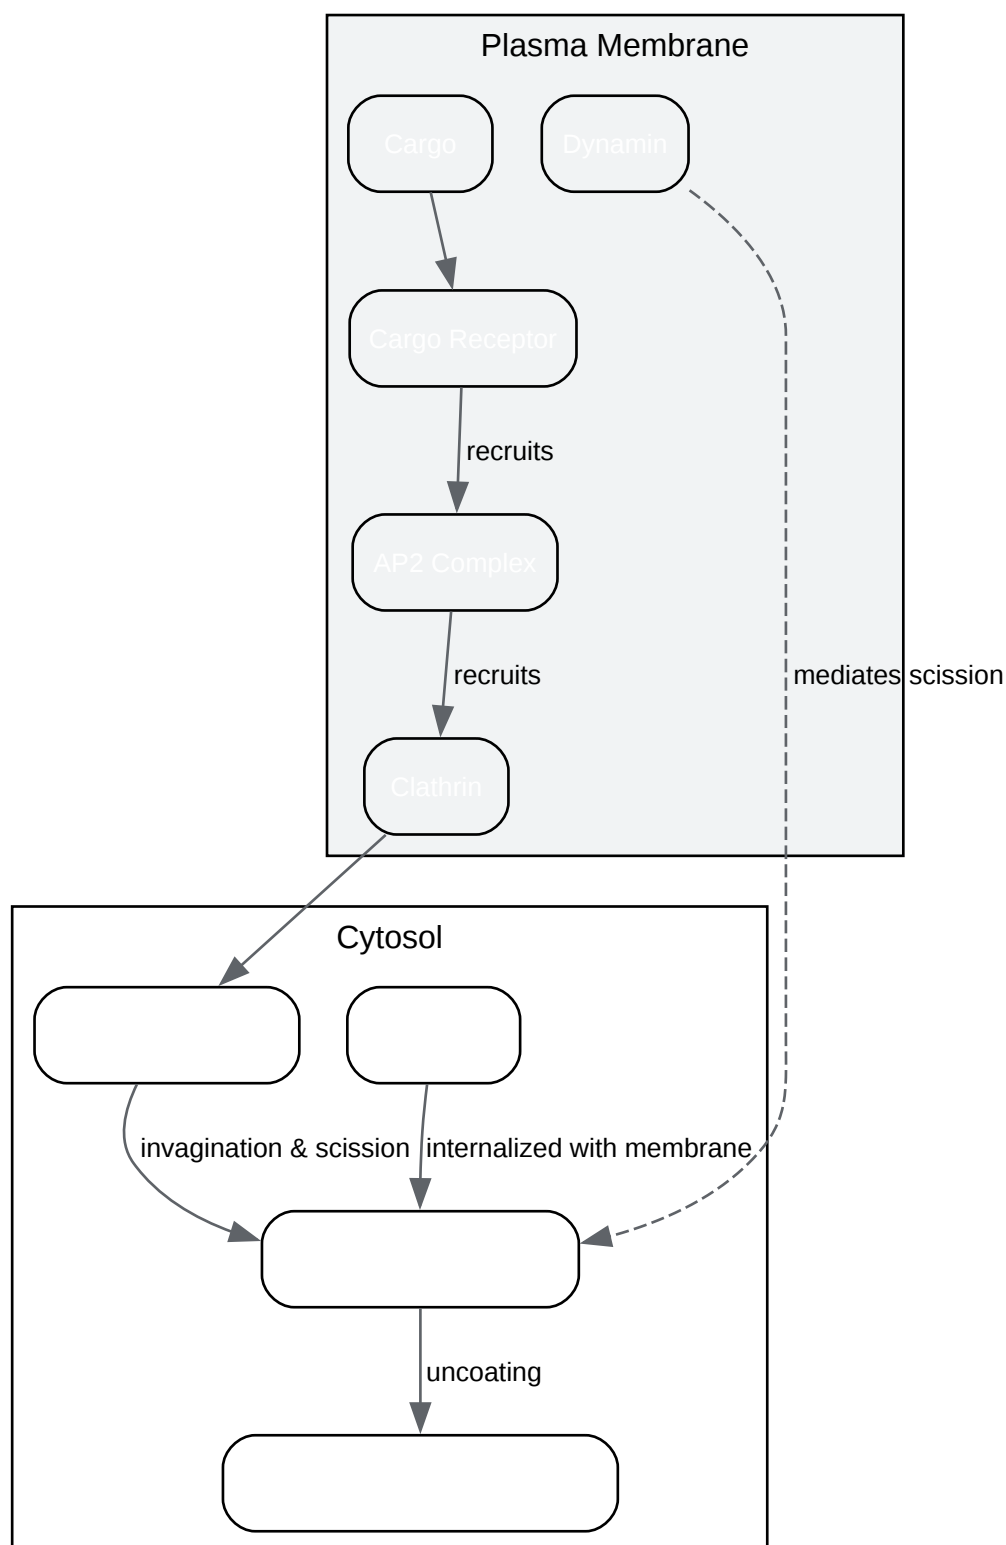 Plasma Membrane
Cargo
Dynamin
Cargo Receptor
recruits
AP2 Complex
recruits
mediates scission
Clathrin
Cytosol
invagination & scission
internalized with membrane
uncoating